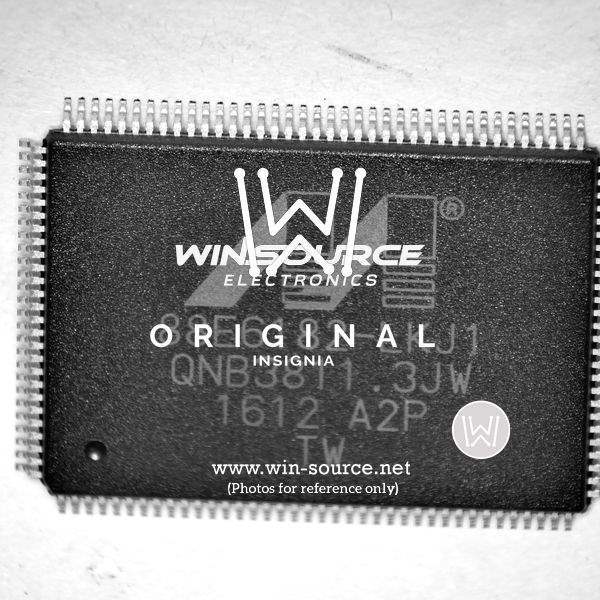 ®
WINSOURCE
ELECTRONICS
ORIGINAL
INSIGNIA
QNB3811.3JW
1612 A2P
TW
www.win-source.net
(Photos for reference only)